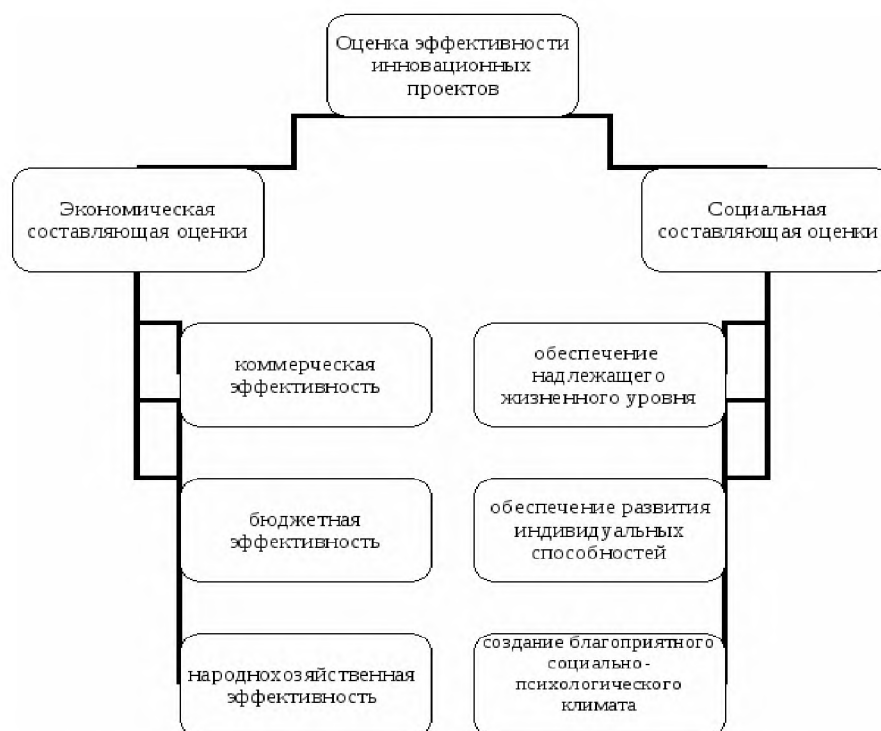 Оценка эффективности
инновационных
проектов
Экономическая
составляющая оценки
Социальная
составляющая оценки
коммерческая
эффективность
обеспечение
надлежащего
жизненного уровня
бюджетная
эффективность
обеспечение развития
индивидуальных
способностей
народнохозяйственная
эффективность
создание благоприятного
социально-
психологического
климата